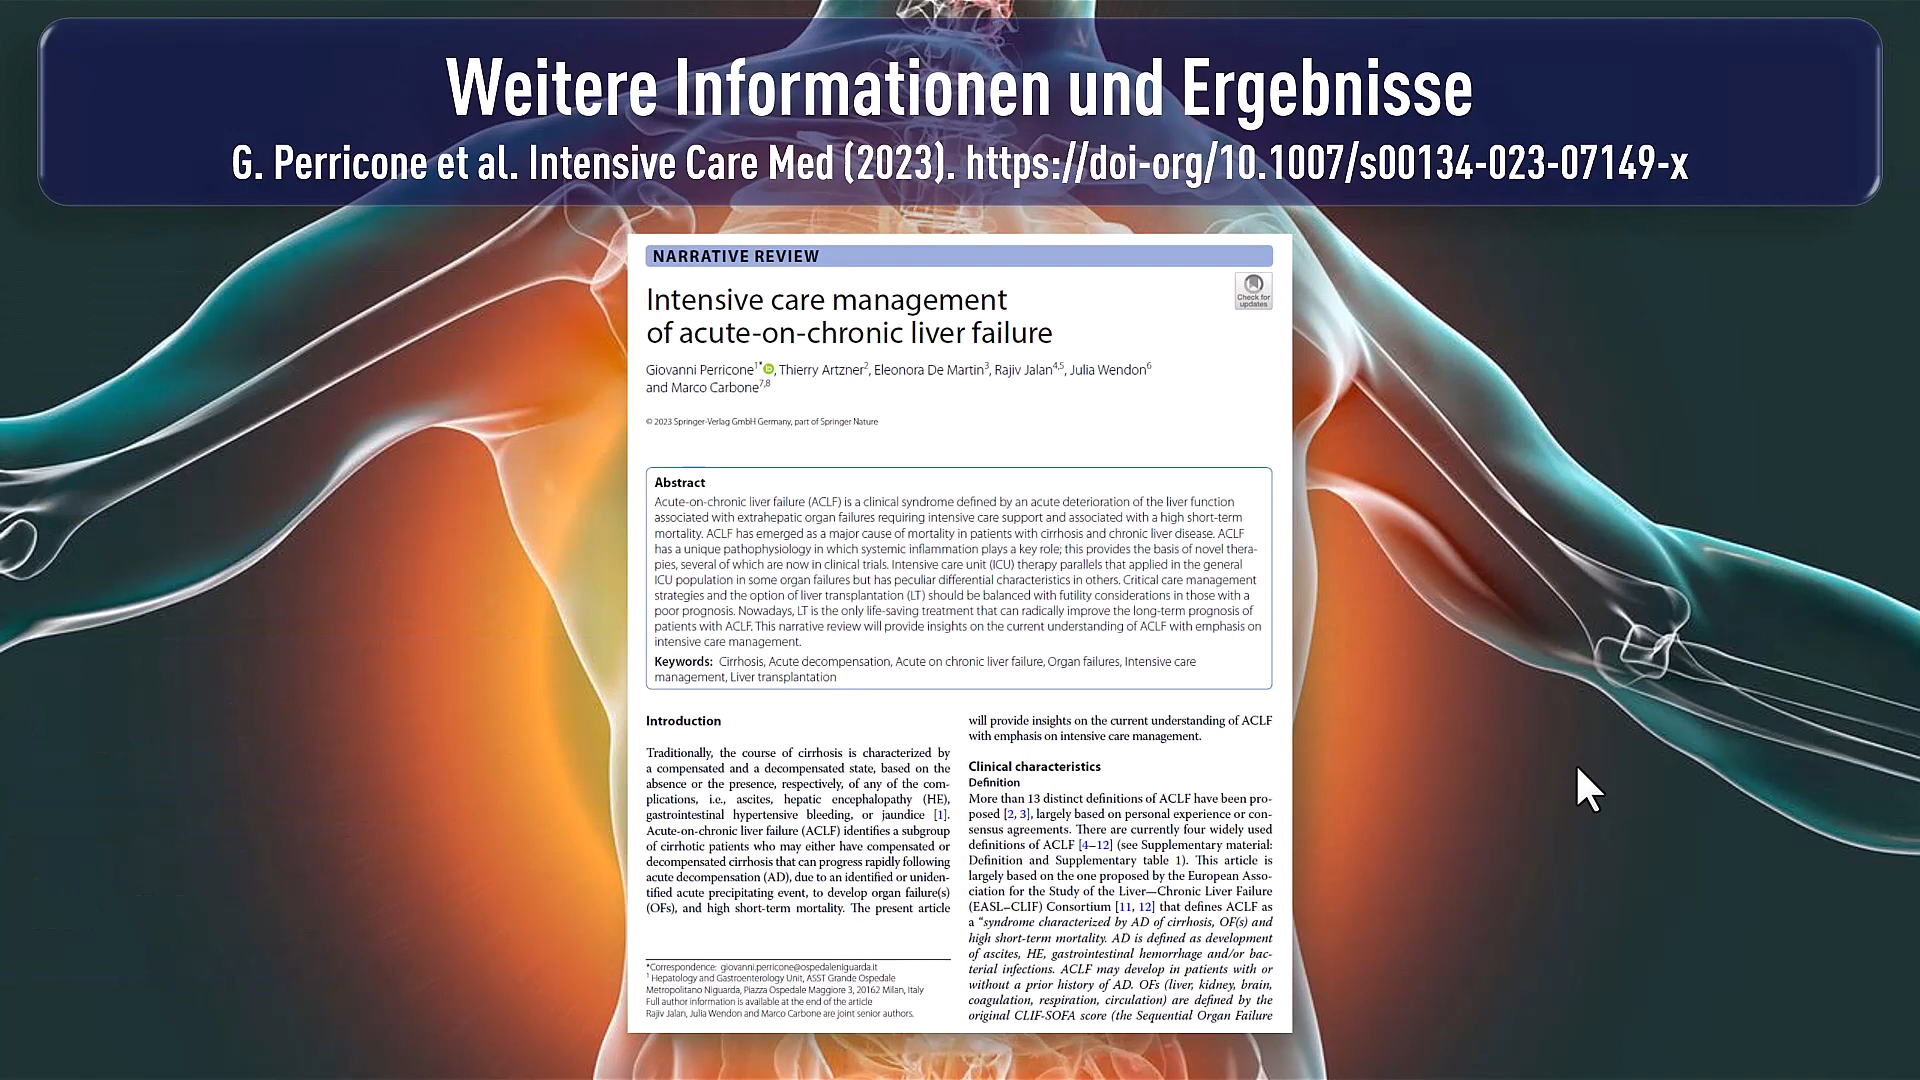 Weitere Informationen und Ergebnisse
G. Perricone et al. Intensive Care Med (2023). https://doi-org/10.1007/s00134-023-07149-x
NARRATIVE REVIEW
Intensive care management
of acute-on-chronic liver failure
Check for
updates
Giovanni Perricone1*, Thierry Artzner2, Eleonora De Martin3, Rajiv Jalan4,5, Julia Wendon6
and Marco Carbone7,8
© 2023 Springer-Verlag GmbH Germany, part of Springer Nature
Abstract
Acute-on-chronic liver failure (ACLF) is a clinical syndrome defined by an acute deterioration of the liver function
associated with extrahepatic organ failures requiring intensive care support and associated with a high short-term
mortality. ACLF has emerged as a major cause of mortality in patients with cirrhosis and chronic liver disease. ACLF
has a unique pathophysiology in which systemic inflammation plays a key role; this provides the basis of novel thera-
pies, several of which are now in clinical trials. Intensive care unit (ICU) therapy parallels that applied in the general
ICU population in some organ failures but has peculiar differential characteristics in others. Critical care management
strategies and the option of liver transplantation (LT) should be balanced with futility considerations in those with a
poor prognosis. Nowadays, LT is the only life-saving treatment that can radically improve the long-term prognosis of
patients with ACLF. This narrative review will provide insights on the current understanding of ACLF with emphasis on
intensive care management.
Keywords: Cirrhosis, Acute decompensation, Acute on chronic liver failure, Organ failures, Intensive care
management, Liver transplantation
Introduction
Traditionally, the course of cirrhosis is characterized by
a compensated and a decompensated state, based on the
absence or the presence, respectively, of any of the com-
plications, i.e., ascites, hepatic encephalopathy (HE),
gastrointestinal hypertensive bleeding, or jaundice [1].
Acute-on-chronic liver failure (ACLF) identifies a subgroup
of cirrhotic patients who may either have compensated or
decompensated cirrhosis that can progress rapidly following
acute decompensation (AD), due to an identified or uniden-
tified acute precipitating event, to develop organ failure(s)
(OFs), and high short-term mortality. The present article
*Correspondence: giovanni.perricone@ospedaleniguarda.it
1 Hepatology and Gastroenterology Unit, ASST Grande Ospedale
Metropolitano Niguarda, Piazza Ospedale Maggiore 3, 20162 Milan, Italy
Full author information is available at the end of the article
Rajiv Jalan, Julia Wendon and Marco Carbone are joint senior authors.
will provide insights on the current understanding of ACLF
with emphasis on intensive care management.
Clinical characteristics
Definition
More than 13 distinct definitions of ACLF have been pro-
posed [2, 3], largely based on personal experience or con-
sensus agreements. There are currently four widely used
definitions of ACLF [4–12] (see Supplementary material:
Definition and Supplementary table 1). This article is
largely based on the one proposed by the European Asso-
ciation for the Study of the Liver—Chronic Liver Failure
(EASL–CLIF) Consortium [11, 12] that defines ACLF as
a “syndrome characterized by AD of cirrhosis, OF(s) and
high short-term mortality. AD is defined as development
of ascites, HE, gastrointestinal hemorrhage and/or bac-
terial infections. ACLF may develop in patients with or
without a prior history of AD. OFs (liver, kidney, brain,
coagulation, respiration, circulation) are defined by the
original CLIF-SOFA score (the Sequential Organ Failure